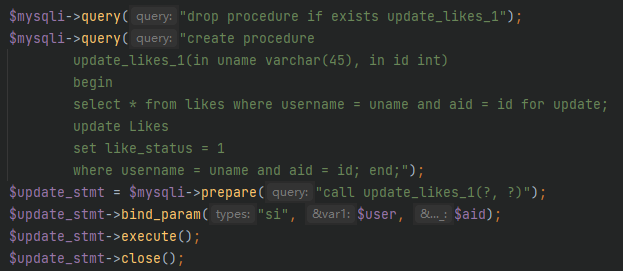 $mysqli->query( query: "drop procedure if exists update_likes_1");
$mysqli->query( query: "create procedure
update_likes_1(in uname varchar(45), in id int)
begin
select * from likes where username = uname and aid = id for update;
update Likes
set like_status = 1
where username = uname and aid = id; end;");
$update_stmt = $mysqli->prepare( query: "call update_likes_1(?, ?)");
$update_stmt->bind_param( types: "si", &var1: $user, &..._: $aid);
$update_stmt->execute();
$update_stmt->close();